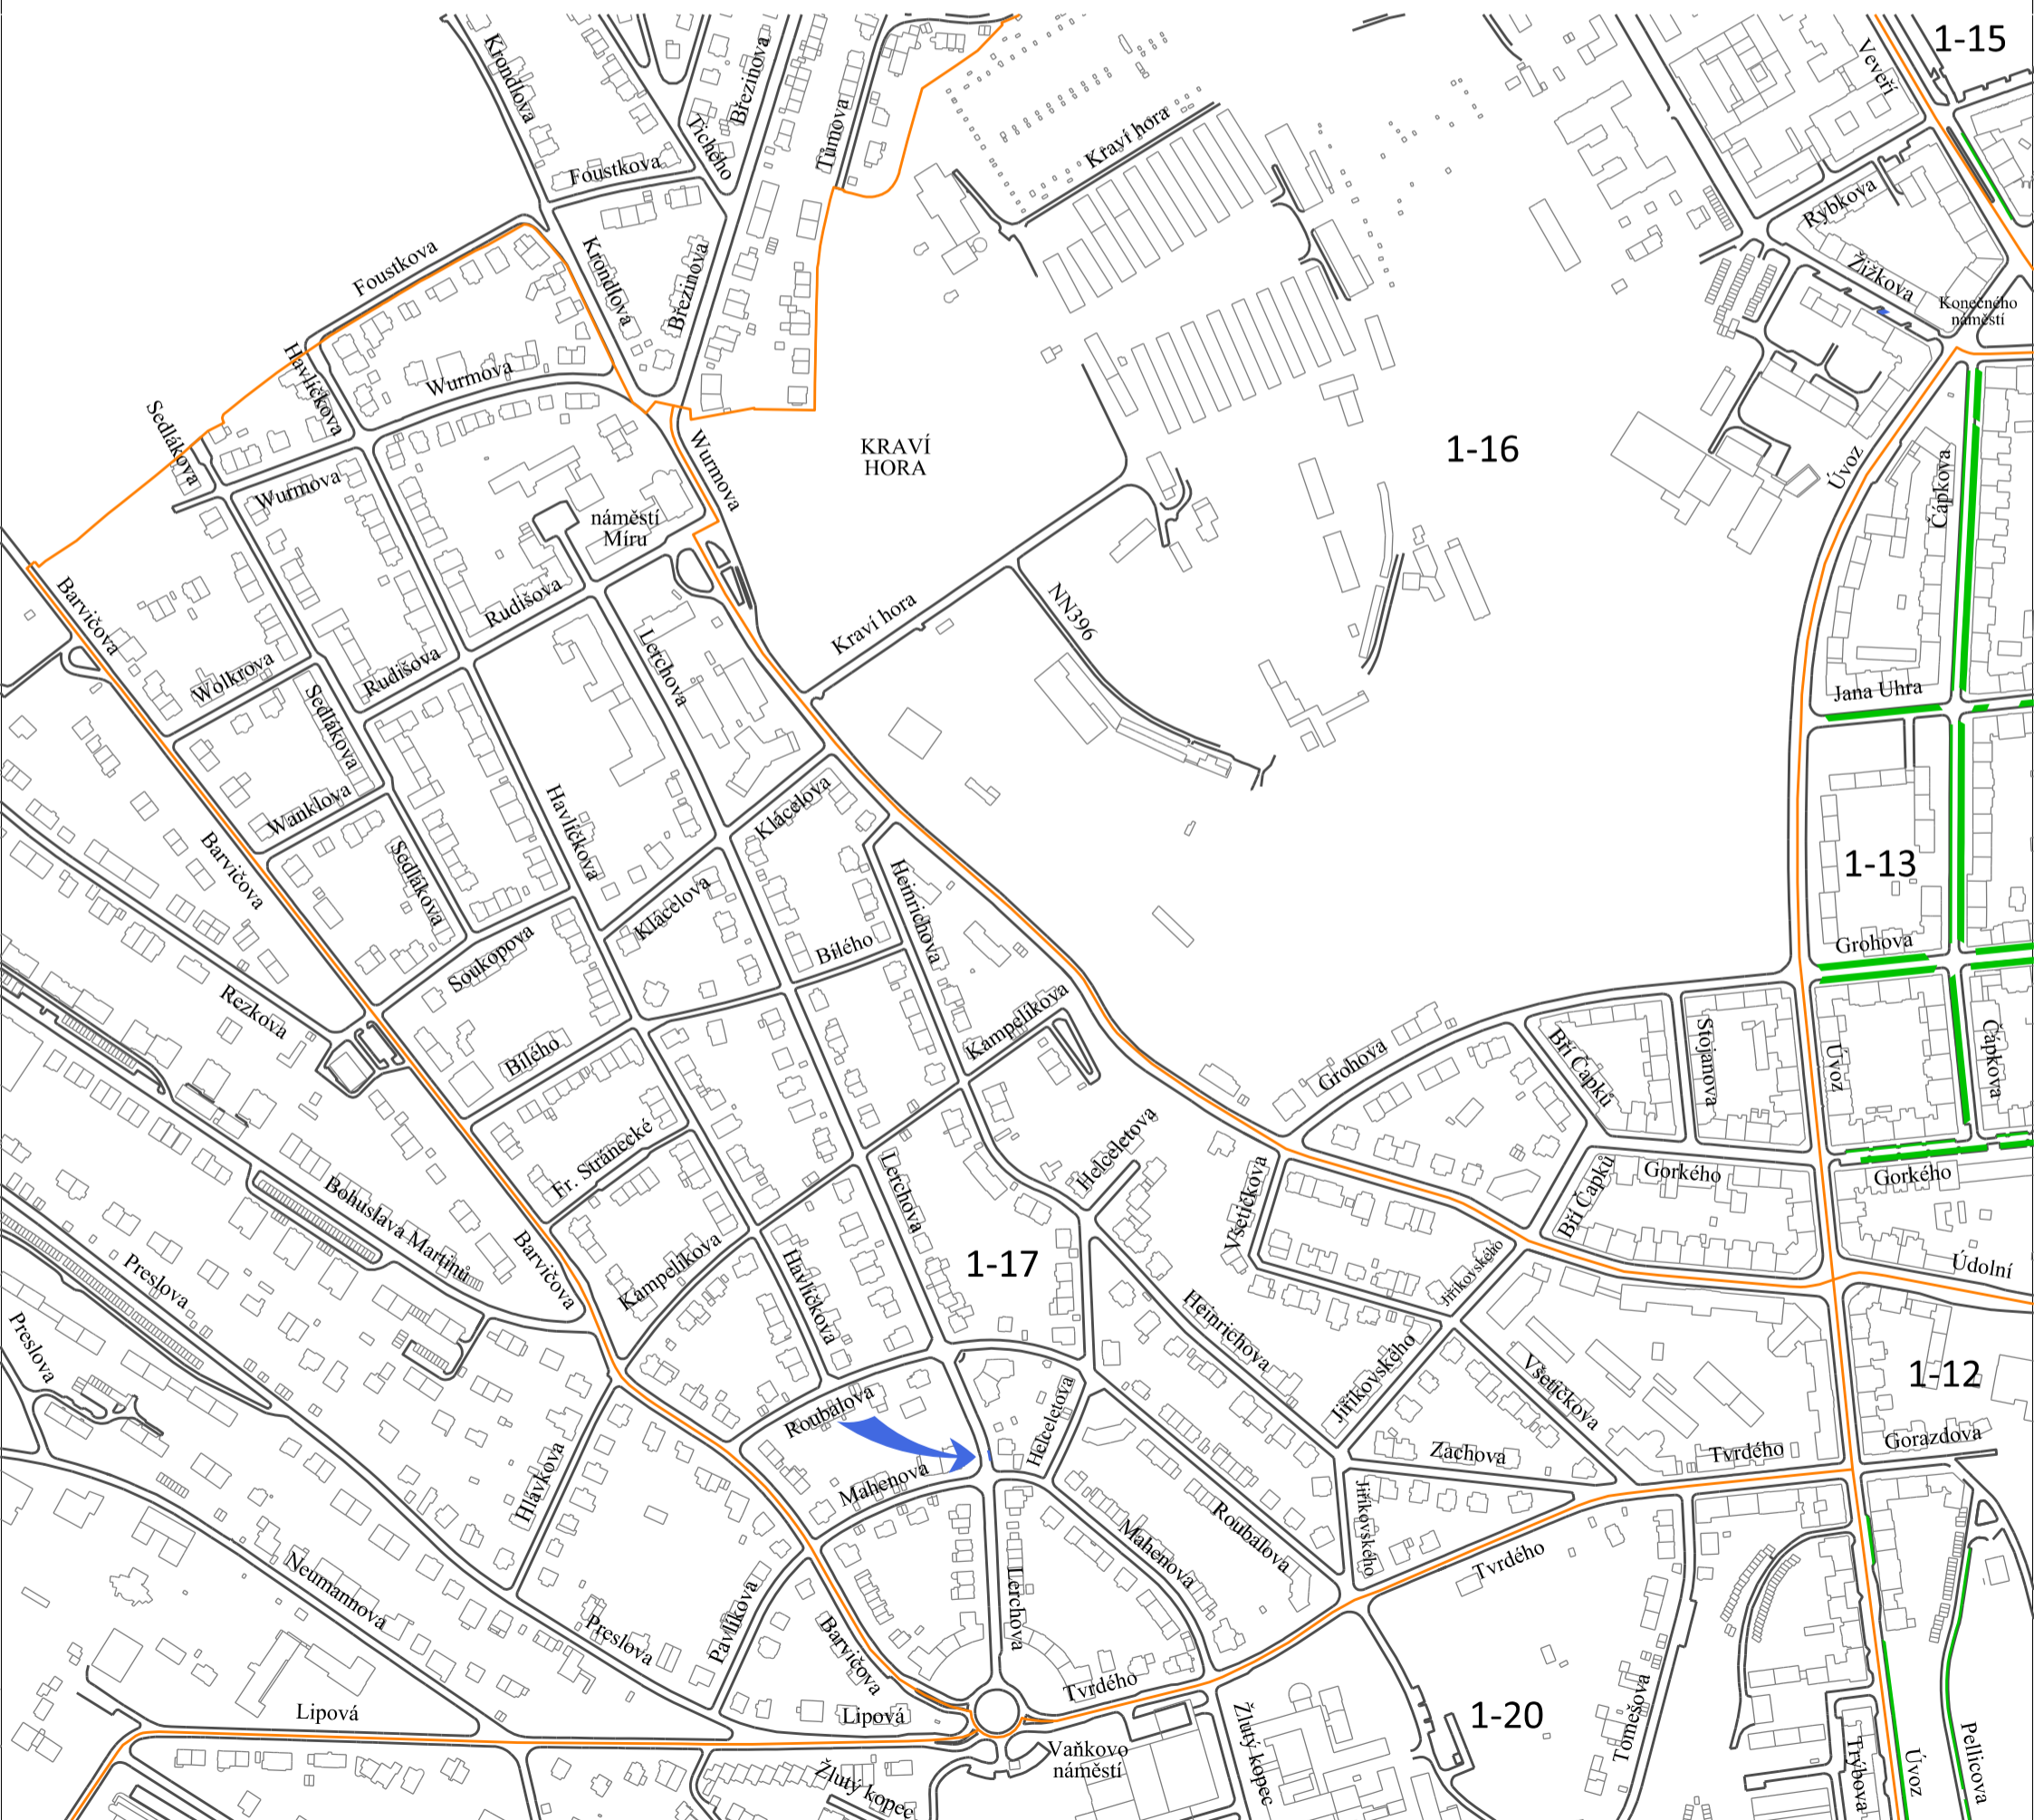 1-15
Veveří
Krondlova
Březinova
Tichého
Tůmova
Kraví hora
Foustkova
Rybkova
Foustkova
Krondlova
Březinova
Žižkova
Konečného
náměstí
Havlíčkova
Wurmova
Sedlákova
Wurmova
KRAVÍ
HORA
1-16
Úvoz
Čápkova
Wurmova
náměstí
Míru
Barvičova
Rudišova
Kraví hora
NN396
Lerchova
Wolkrova
Rudišova
Sedlákova
Jana Uhra
Wanklova
Havlíčkova
Klácelova
Barvičova
Sedlákova
Klácelova
Heinrichova
1-13
Grohova
Soukopova
Bílého
Rezkova
Kampelíkova
Bílého
Grohova
Bří Čapků
Stojanova
Úvoz
Čápkova
Fr. Stránecké
Helceletova
Lerchova
Všetičkova
Bří Čapků
Gorkého
Gorkého
Bohuslava Martinů
Preslova
Barvičova
Kampelíkova
Havlíčkova
1-17
Jiříkovského
Údolní
Heinrichova
Preslova
Jiříkovského
Všetičkova
1-12
Roubalova
Helceletova
Hlávkova
Mahenova
Zachova
Tvrdého
Gorazdova
Neumannova
Mahenova
Roubalova
Jiříkovského
Tvrdého
Lerchova
Preslova
Pavlíkova
Barvičova
Tvrdého
Lipová
Lipová
Vaňkovo
náměstí
Žlutý kopec
Žlutý kopec
1-20
Tomešova
Trýbova
Úvoz
Pellicova